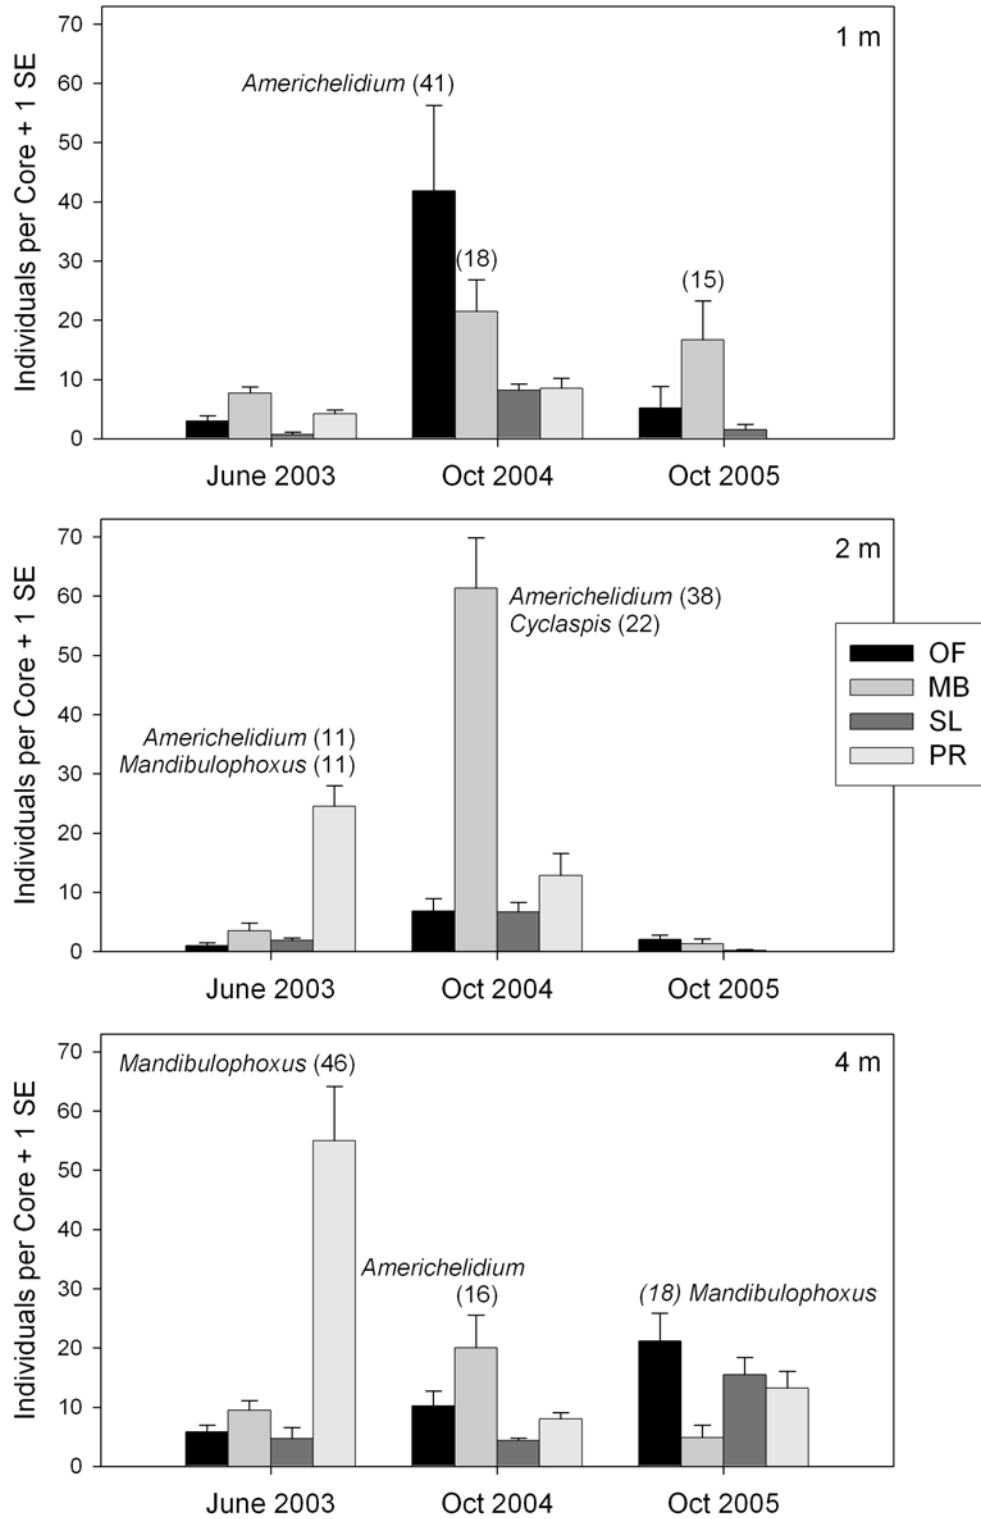 1 m
Individuals per Core + 1 SE
70
60
50
40
30
20
10
0
Americhelidium (41)
(18)
(15)
June 2003
Oct 2004
Oct 2005
2 m
Individuals per Core + 1 SE
70
60
50
40
30
20
10
0
Americhelidium (38)
Cyclaspis (22)
Americhelidium (11)
Mandibulophoxus (11)
OF
MB
SL
PR
June 2003
Oct 2004
Oct 2005
4 m
Individuals per Core + 1 SE
70
60
50
40
30
20
10
0
Mandibulophoxus (46)
Americhelidium
(16)
(18) Mandibulophoxus
June 2003
Oct 2004
Oct 2005